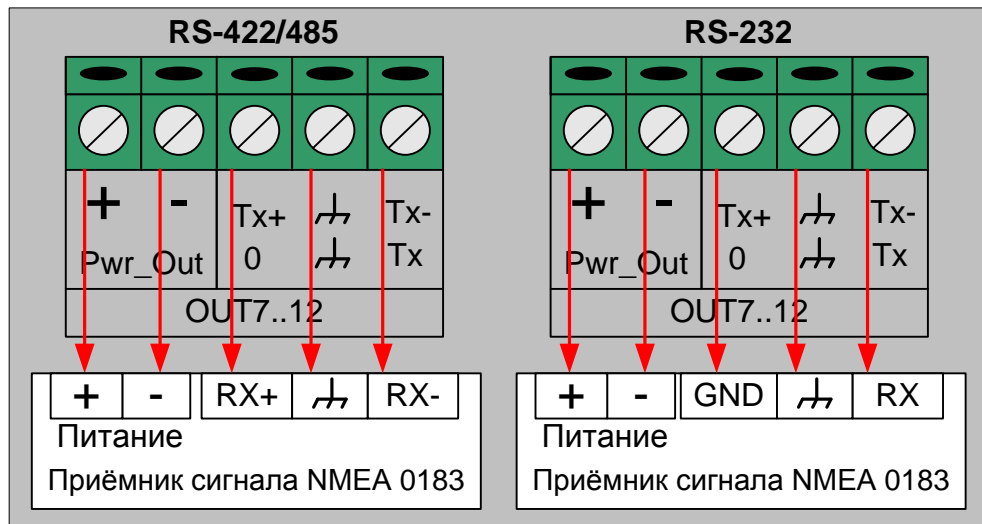 RS-422/485
+ - Tx+ Tx-
Pwr_Out 0 Tx
OUT7..12
+ - RX+ RX-
Питание
Приёмник сигнала NMEA 0183
RS-232
+ - Tx+ Tx-
Pwr_Out 0 Tx
OUT7..12
+ - GND RX
Питание
Приёмник сигнала NMEA 0183